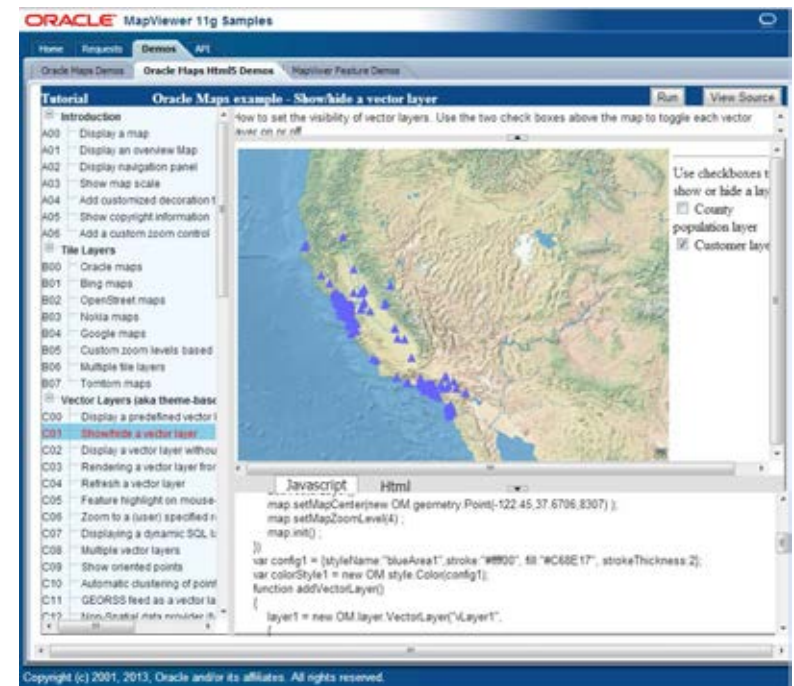 ORACLE MapViewer 11g Samples
Home Requests Demos API
Oracle Maps Demos Oracle Maps Html5 Demos MapViewer Feature Demos
Tutorial Oracle Maps example - Show/hide a vector layer Run View Source
Introduction
A00 Display a map
A01 Display an overview Map
A02 Display navigation panel
A03 Show map scale
A04 Add customized decoration
A05 Show copyright information
A06 Add a custom zoom control
Tile Layers
B00 Oracle maps
B01 Bing maps
B02 OpenStreet maps
B03 Nokia maps
B04 Google maps
B05 Custom zoom levels based
B06 Multiple tile layers
B07 Tomtom maps
Vector Layers (aka theme-base
C00 Display a predefined vector l
C01 Show/hide a vector layer
C02 Display a vector layer withou
C03 Rendering a vector layer fror
C04 Refresh a vector layer
C05 Feature highlight on mouse-
C06 Zoom to a (user) specified r
C07 Displaying a dynamic SQL
C08 Multiple vector layers
C09 Show oriented points
C10 Automatic clustering of point
C11 GEORSS feed as a vector la
C12 Non-Spatial data provider
How to set the visibility of vector layers. Use the two check boxes above the map to toggle each vector
layer on or off
Use checkboxes t
show or hide a lay
County
population layer
Customer laye
Javascript Html
map.setMapCenter(new OM.geometry.Point(-122.45,37.6706,8307) );
map.setMapZoomLevel(4) ;
map.init() ;
})
var config1 = {styleName:"blueArea1",stroke:"#ffff00", fill:"#C68E17", strokeThickness:2};
var colorStyle1 = new OM.style.Color(config1);
function addVectorLayer()
{
layer1 = new OM.layer.VectorLayer("vLayer1",
{
Copyright (c) 2001, 2013, Oracle and/or its affiliates. All rights reserved.